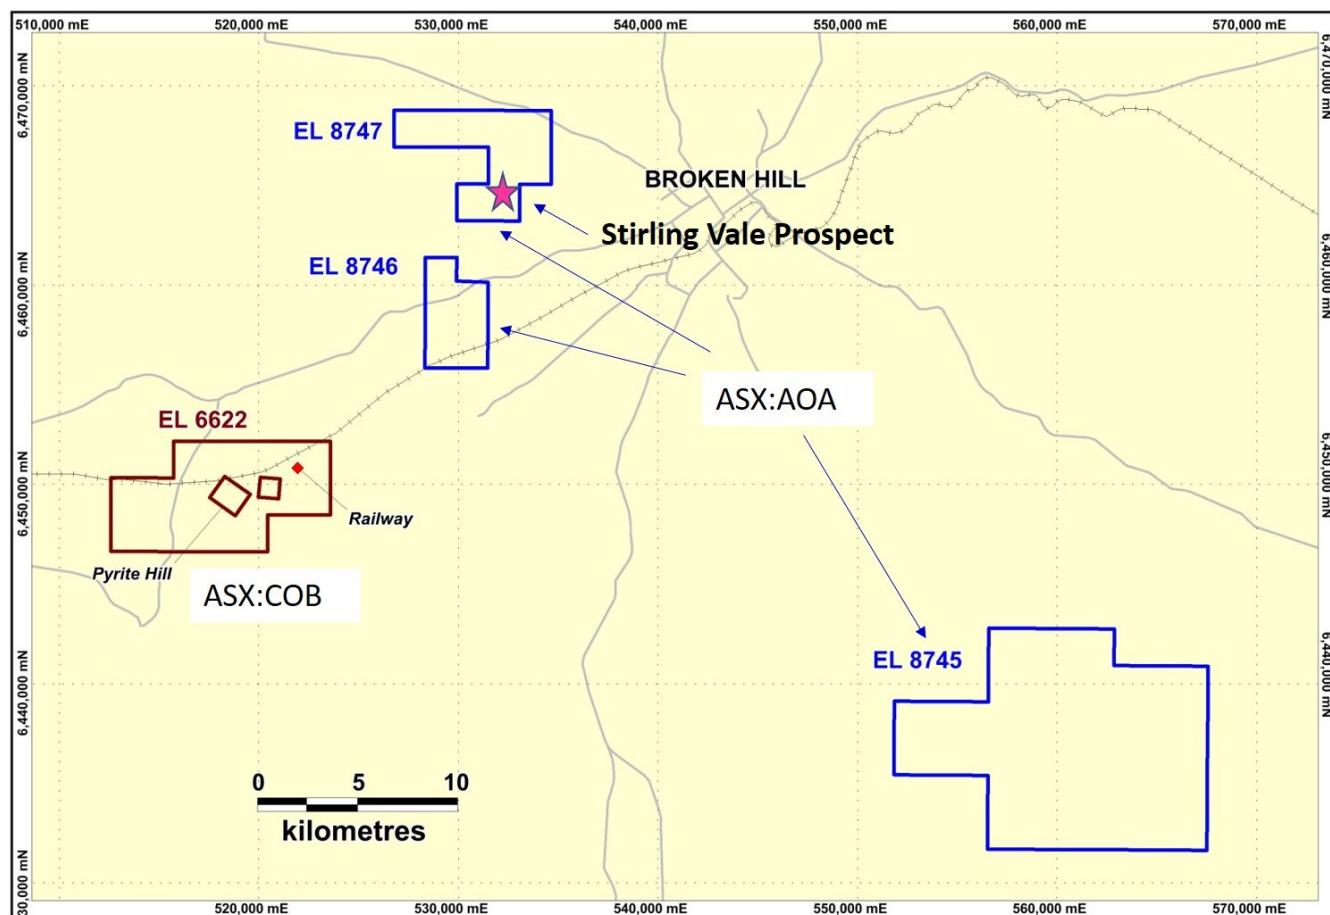 510,000 mE
520,000 mE
530,000 mE
540,000 mE
550,000 mE
560,000 mE
570,000 mE
6,470,000 mN
6,470,000 mN
EL 8747
BROKEN HILL
Stirling Vale Prospect
EL 8746
6,460,000 mN
6,460,000 mN
ASX:AOA
EL 6622
6,450,000 mN
6,450,000 mN
Railway
Pyrite Hill
ASX:COB
EL 8745
6,440,000 mN
6,440,000 mN
0 5 10
kilometres
30,000 mN
520,000 mE
530,000 mE
540,000 mE
550,000 mE
560,000 mE
570,000 mE